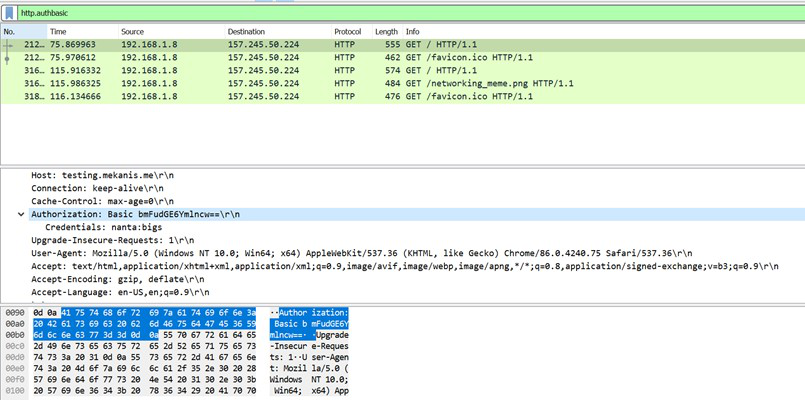 http.authbasic
No. Time Source Destination Protocol Length Info
212… 75.869963 192.168.1.8 157.245.50.224 HTTP 555 GET / HTTP/1.1
212… 75.970612 192.168.1.8 157.245.50.224 HTTP 462 GET /favicon.ico HTTP/1.1
316… 115.916332 192.168.1.8 157.245.50.224 HTTP 574 GET / HTTP/1.1
316… 115.986325 192.168.1.8 157.245.50.224 HTTP 484 GET /networking_meme.png HTTP/1.1
318… 116.134666 192.168.1.8 157.245.50.224 HTTP 476 GET /favicon.ico HTTP/1.1
Host: testing.mekanis.me\r\n
Connection: keep-alive\r\n
Cache-Control: max-age=0\r\n
Authorization: Basic bmFudGE6Ymlncw==\r\n
Credentials: nanta:bigs
Upgrade-Insecure-Requests: 1\r\n
User-Agent: Mozilla/5.0 (Windows NT 10.0; Win64; x64) AppleWebKit/537.36 (KHTML, like Gecko) Chrome/86.0.4240.75 Safari/537.36\r\n
Accept: text/html,application/xhtml+xml,application/xml;q=0.9,image/avif,image/webp,image/apng,*/*;q=0.8,application/signed-exchange;v=b3;q=0.9\r\n
Accept-Encoding: gzip, deflate\r\n
Accept-Language: en-US,en;q=0.9\r\n
0090 0d 0a 41 75 74 68 6f 72 69 7a 61 74 69 6f 6e 3a ··Author ization:
00a0 20 42 61 73 69 63 20 62 6d 46 75 64 47 45 36 59 Basic b mFudGE6Y
00b0 6d 6c 6e 63 77 3d 3d 0d 0a 55 70 67 72 61 64 65 mlncw==· ·Upgrade
00c0 2d 49 6e 73 65 63 75 72 65 2d 52 65 71 75 65 73 -Insecur e-Reques
00d0 74 73 3a 20 31 0d 0a 55 73 65 72 2d 41 67 65 6e ts: 1··U ser-Agen
00e0 74 3a 20 4d 6f 7a 69 6c 6c 61 2f 35 2e 30 20 28 t: Mozil la/5.0 (
00f0 57 69 6e 64 6f 77 73 20 4e 54 20 31 30 2e 30 3b Windows NT 10.0;
0100 20 57 69 6e 36 34 3b 20 78 36 34 29 20 41 70 70 Win64; x64) App